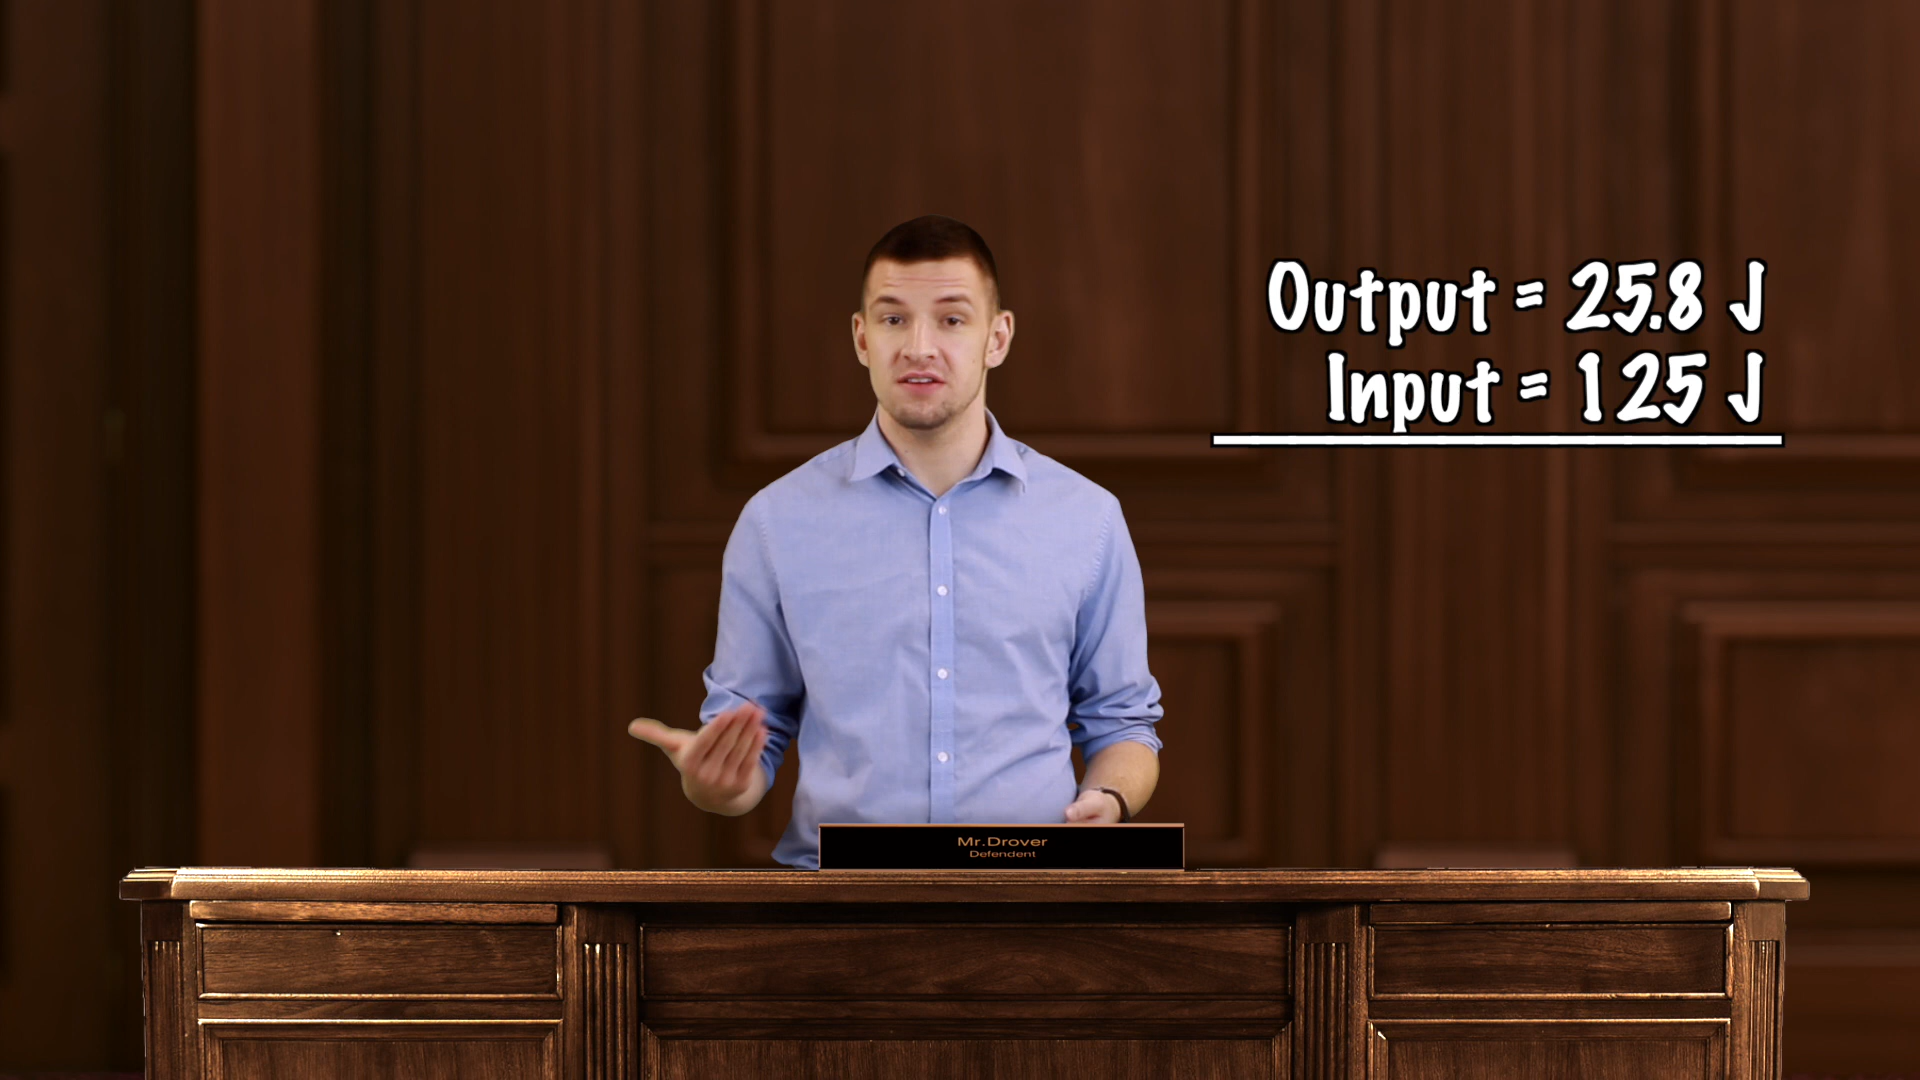 Output = 25.8 J
Input = 125 J
Mr.Drover
Defendent